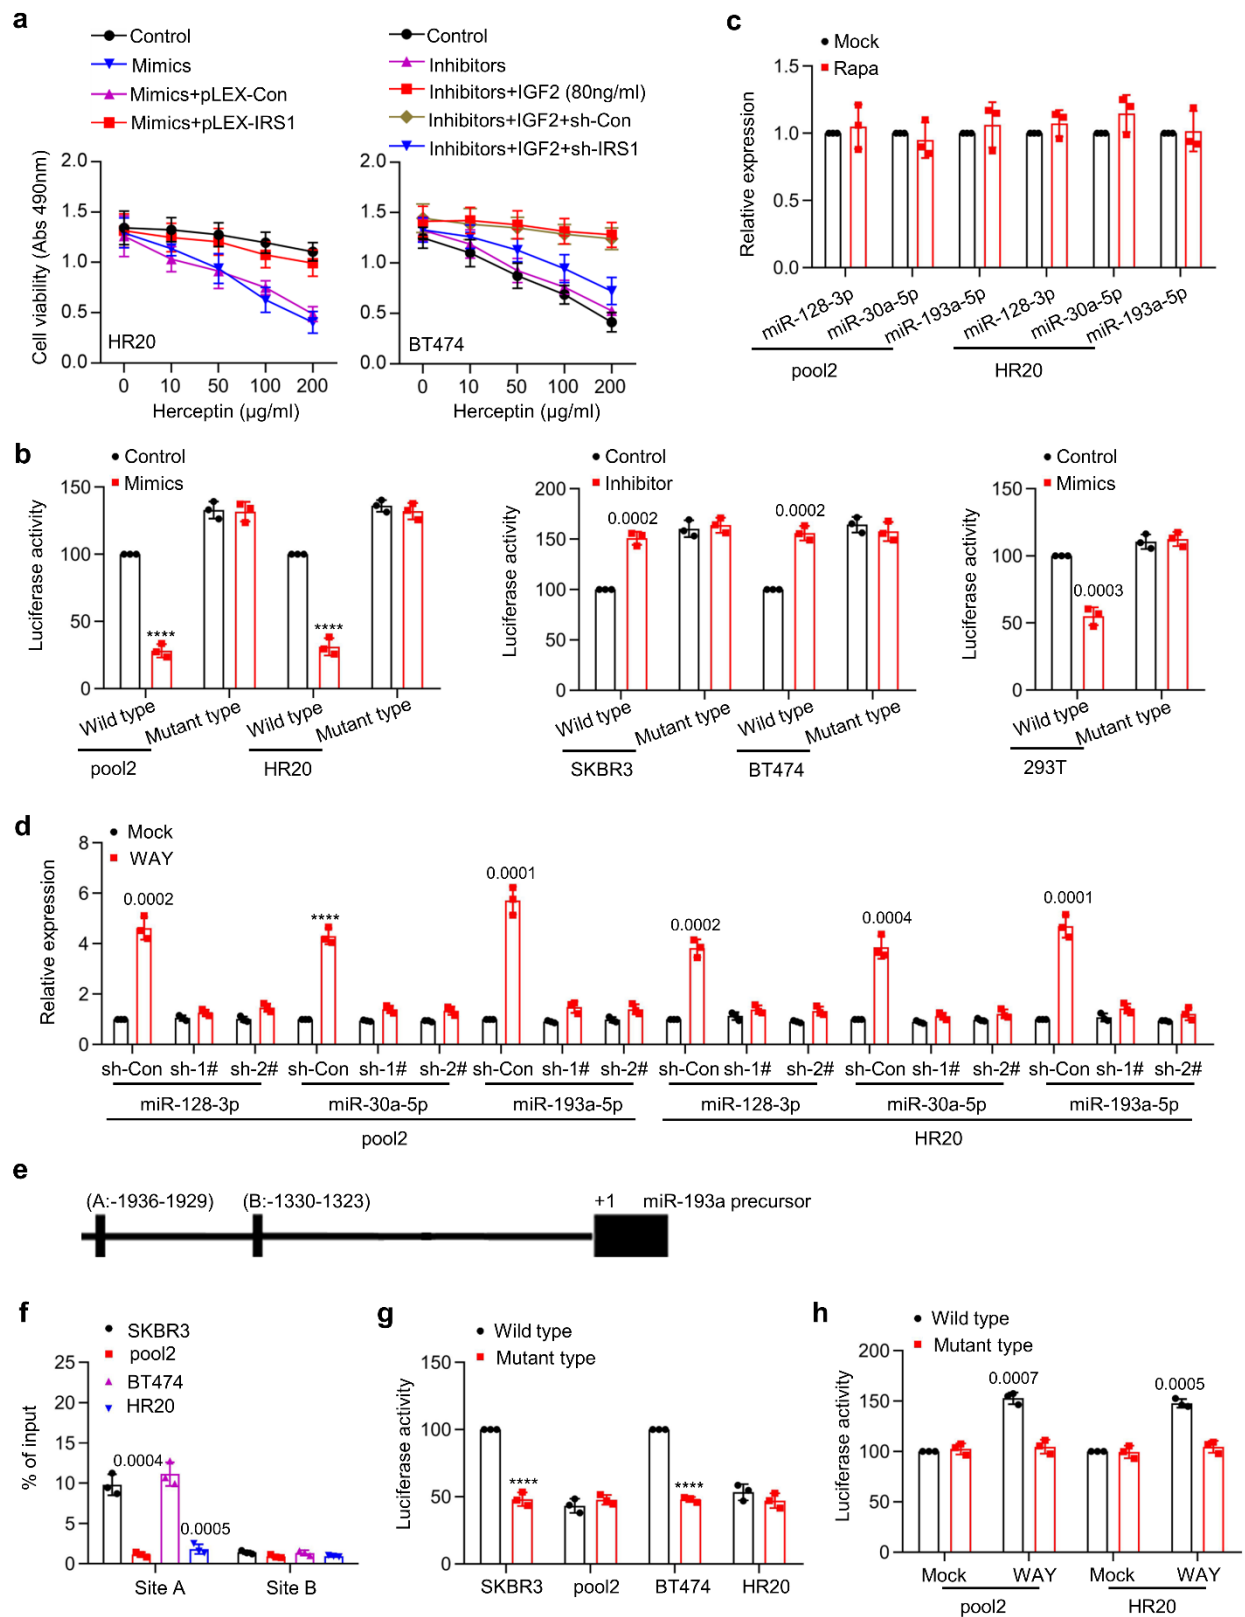 a
Control
Mimics
Mimics+pLEX-Con
Mimics+pLEX-IRS1
Cell viability (Abs 490nm)
2.0
1.5
1.0
0.5
0.0
HR20
0 10 50 100 200
Herceptin (µg/ml)
Control
Inhibitors
Inhibitors+IGF2 (80ng/ml)
Inhibitors+IGF2+sh-Con
Inhibitors+IGF2+sh-IRS1
2.0
1.5
1.0
0.5
0.0
BT474
0 10 50 100 200
Herceptin (µg/ml)
c
Mock
Rapa
Relative expression
1.5
1.0
0.5
0.0
miR-128-3p miR-30a-5p miR-193a-5p miR-128-3p miR-30a-5p miR-193a-5p
pool2 HR20
b
Control
Mimics
Luciferase activity
150
100
50
0
**** ****
Wild type Mutant type Wild type Mutant type
pool2 HR20
Control
Inhibitor
Luciferase activity
200
150
100
50
0
0.0002 0.0002
Wild type Mutant type Wild type Mutant type
SKBR3 BT474
Control
Mimics
Luciferase activity
150
100
50
0
0.0003
Wild type Mutant type
293T
d
Mock
WAY
Relative expression
8
6
4
2
0
0.0002 **** 0.0001 0.0002 0.0004 0.0001
sh-Con sh-1# sh-2# sh-Con sh-1# sh-2# sh-Con sh-1# sh-2# sh-Con sh-1# sh-2# sh-Con sh-1# sh-2# sh-Con sh-1# sh-2#
miR-128-3p miR-30a-5p miR-193a-5p miR-128-3p miR-30a-5p miR-193a-5p
pool2 HR20
e
(A:-1936-1929) (B:-1330-1323) +1 miR-193a precursor
f
SKBR3
pool2
BT474
HR20
% of input
25
20
15
10
5
0
0.0004
0.0005
Site A Site B
g
Wild type
Mutant type
Luciferase activity
150
100
50
0
**** ****
SKBR3 pool2 BT474 HR20
h
Wild type
Mutant type
Luciferase activity
200
150
100
50
0
0.0007 0.0005
Mock WAY Mock WAY
pool2 HR20